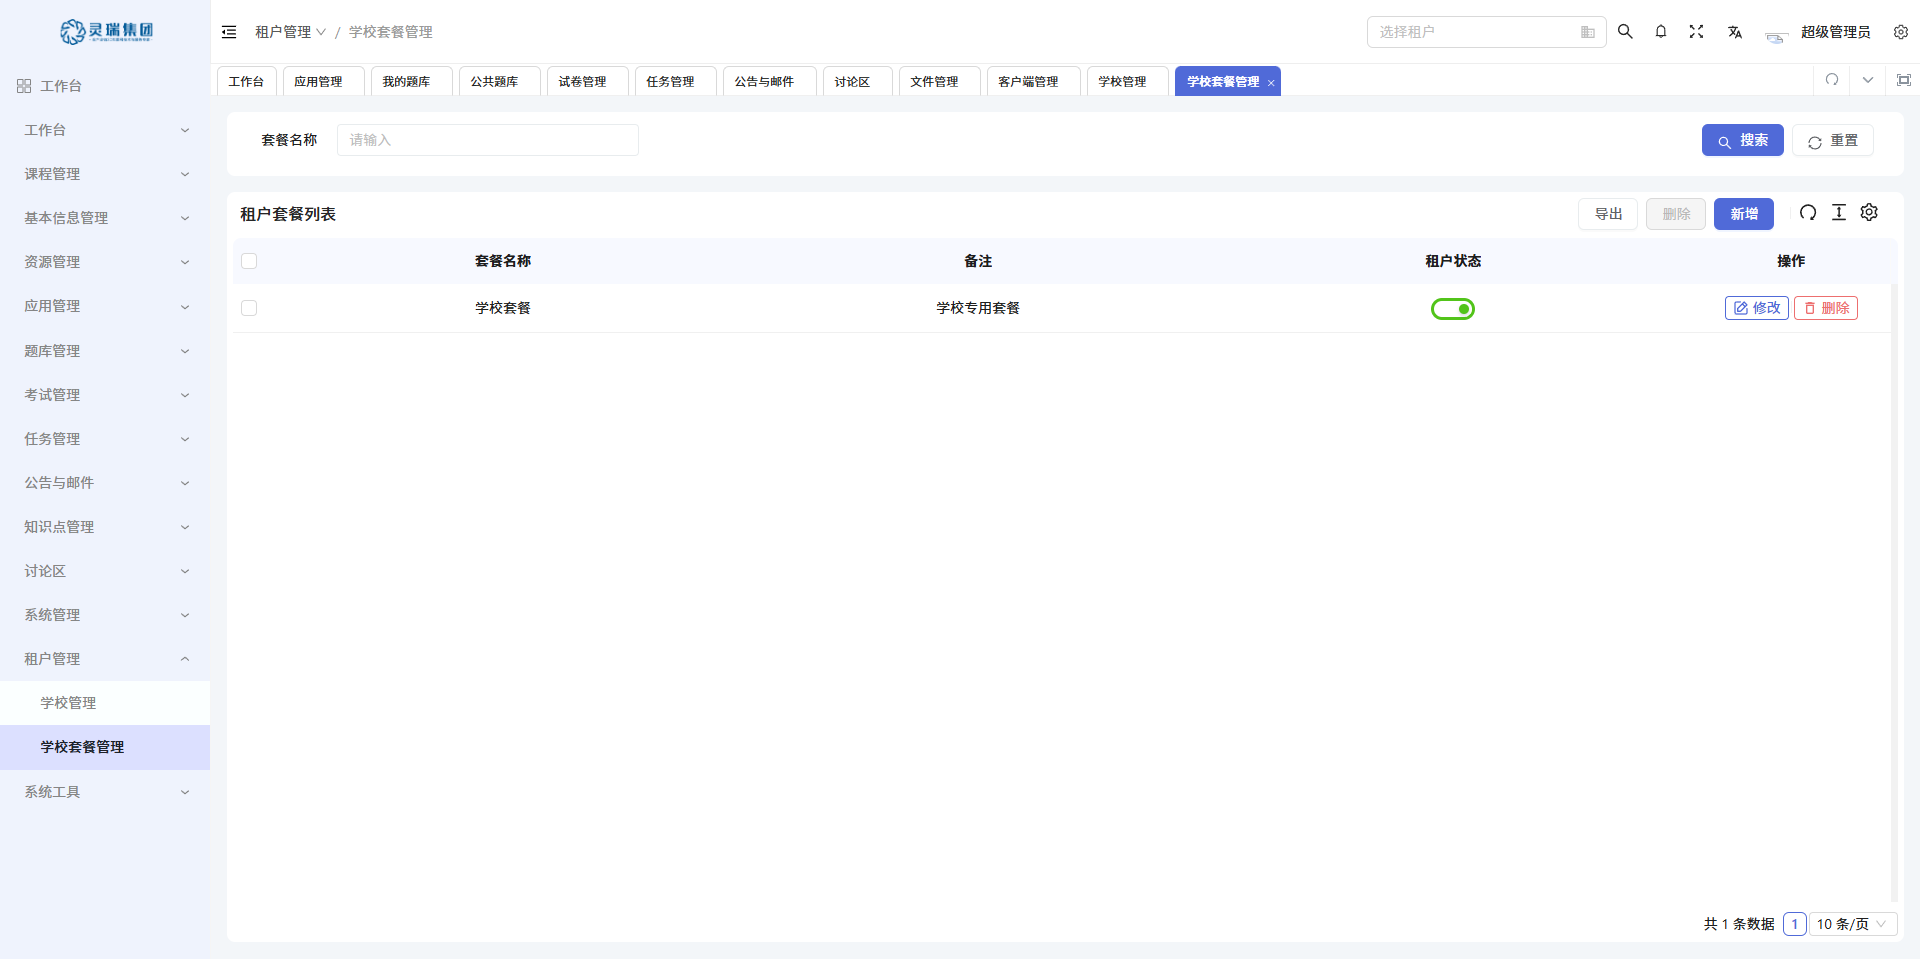 灵瑞集团
租户管理 / 学校套餐管理
选择租户
超级管理员
工作台
应用管理
我的题库
公共题库
试卷管理
任务管理
公告与邮件
讨论区
文件管理
客户端管理
学校管理
学校套餐管理
工作台
工作台
课程管理
基本信息管理
资源管理
应用管理
题库管理
考试管理
任务管理
公告与邮件
知识点管理
讨论区
系统管理
租户管理
学校管理
学校套餐管理
系统工具
套餐名称 请输入
搜索 重置
租户套餐列表
导出 删除 新增
套餐名称 备注 租户状态 操作
学校套餐 学校专用套餐 修改 删除
共 1 条数据 1 10 条/页